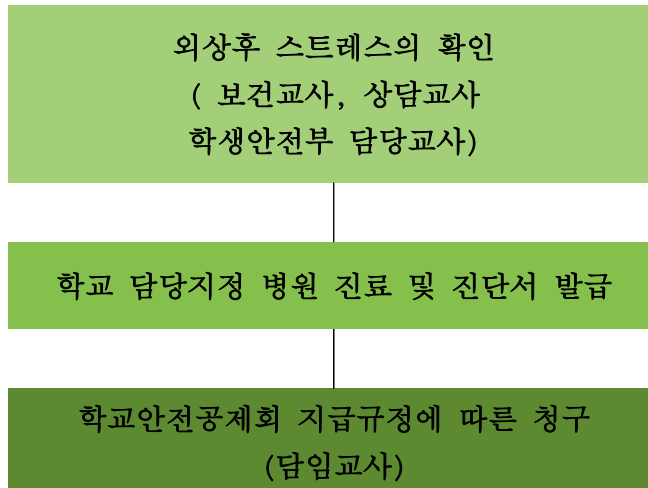 외상후 스트레스의 확인
( 보건교사, 상담교사
학생안전부 담당교사)
학교 담당지정 병원 진료 및 진단서 발급
학교안전공제회 지급규정에 따른 청구
(담임교사)